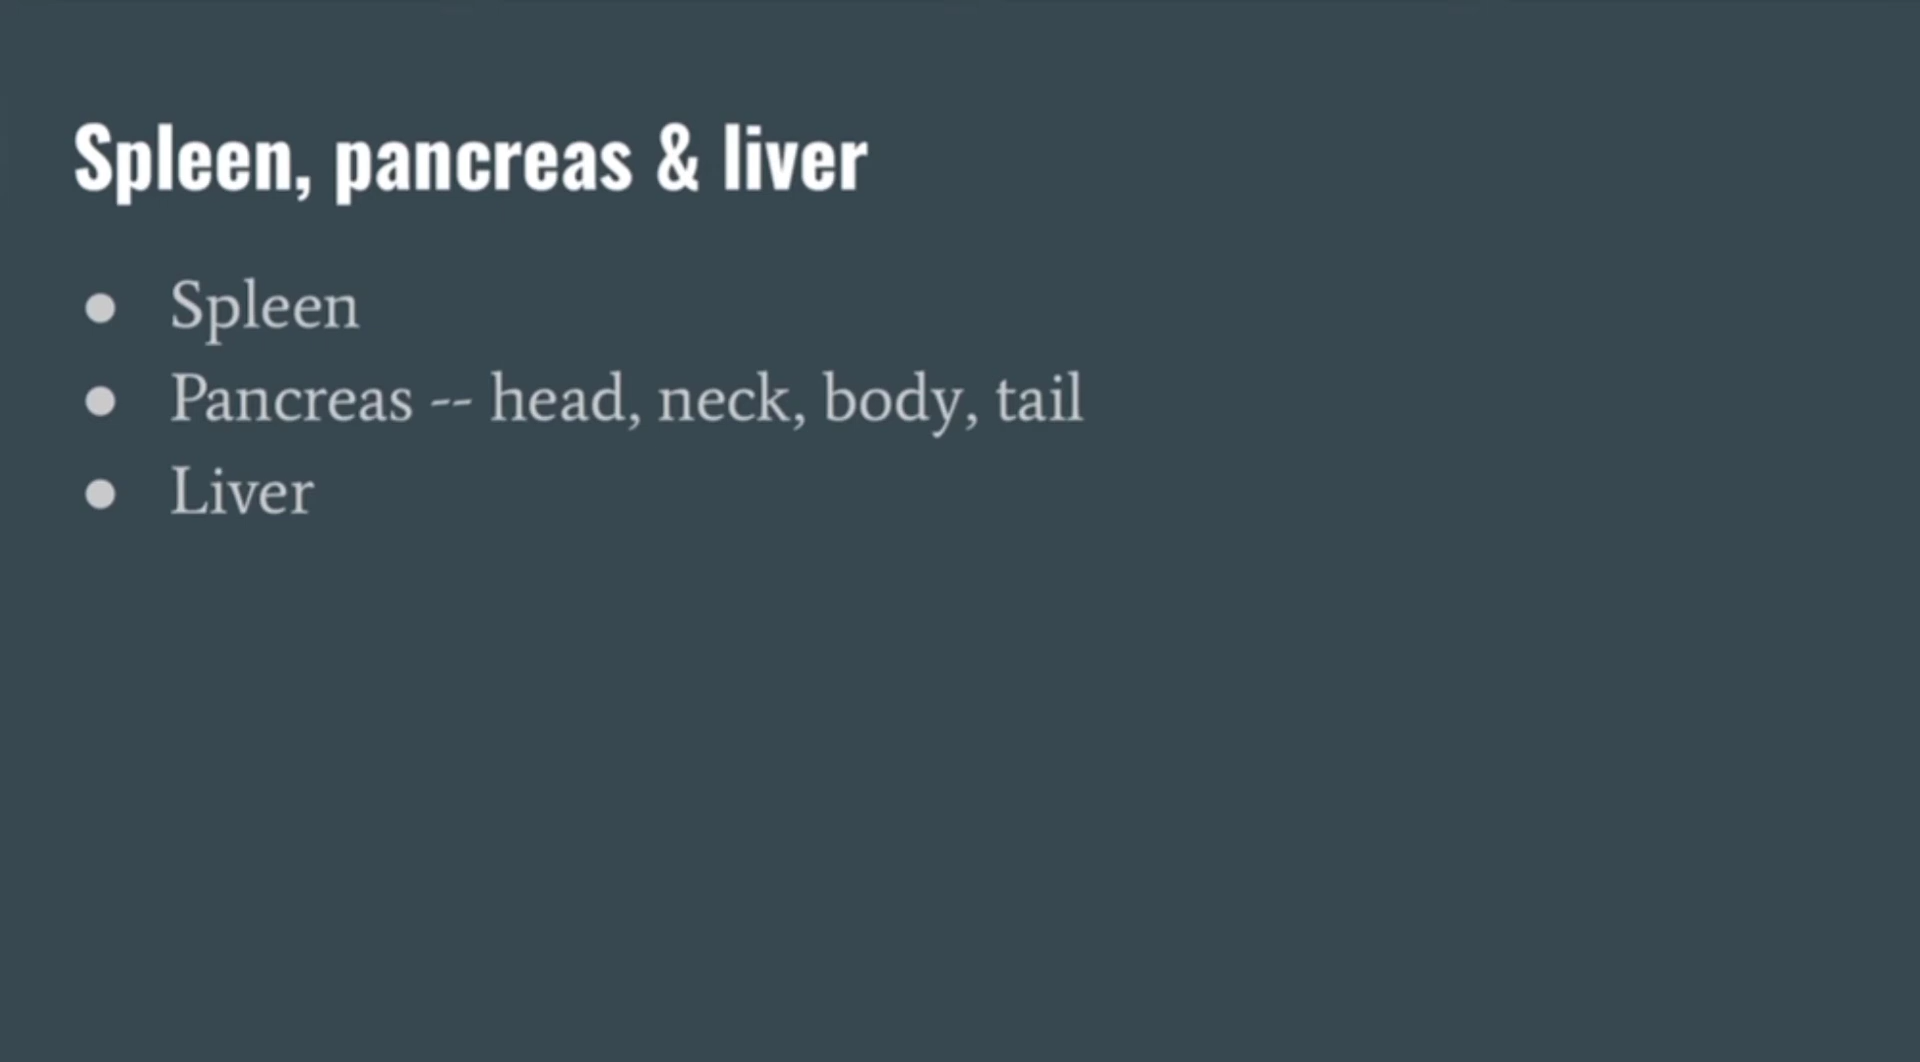 Spleen, pancreas & liver
● Spleen
● Pancreas -- head, neck, body, tail
● Liver